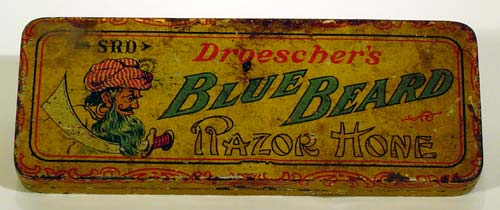 SRD
Droescher's
BLUE BEARD
RAZOR HONE